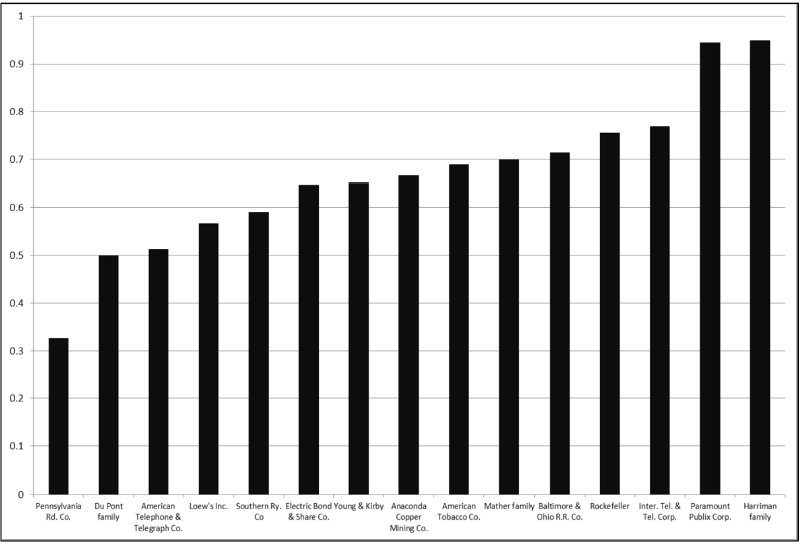 1
0.9
0.8
0.7
0.6
0.5
0.4
0.3
0.2
0.1
0
Pennsylvania
Rd. Co.
Du Pont
family
American
Telephone &
Telegraph Co.
Loew's Inc.
Southern Ry.
Co
Electric Bond
& Share Co.
Young & Kirby
Anaconda
Copper
Mining Co.
American
Tobacco Co.
Mather family
Baltimore &
Ohio R.R. Co.
Rockefeller
Inter. Tel. &
Tel. Corp.
Paramount
Publix Corp.
Harriman
family